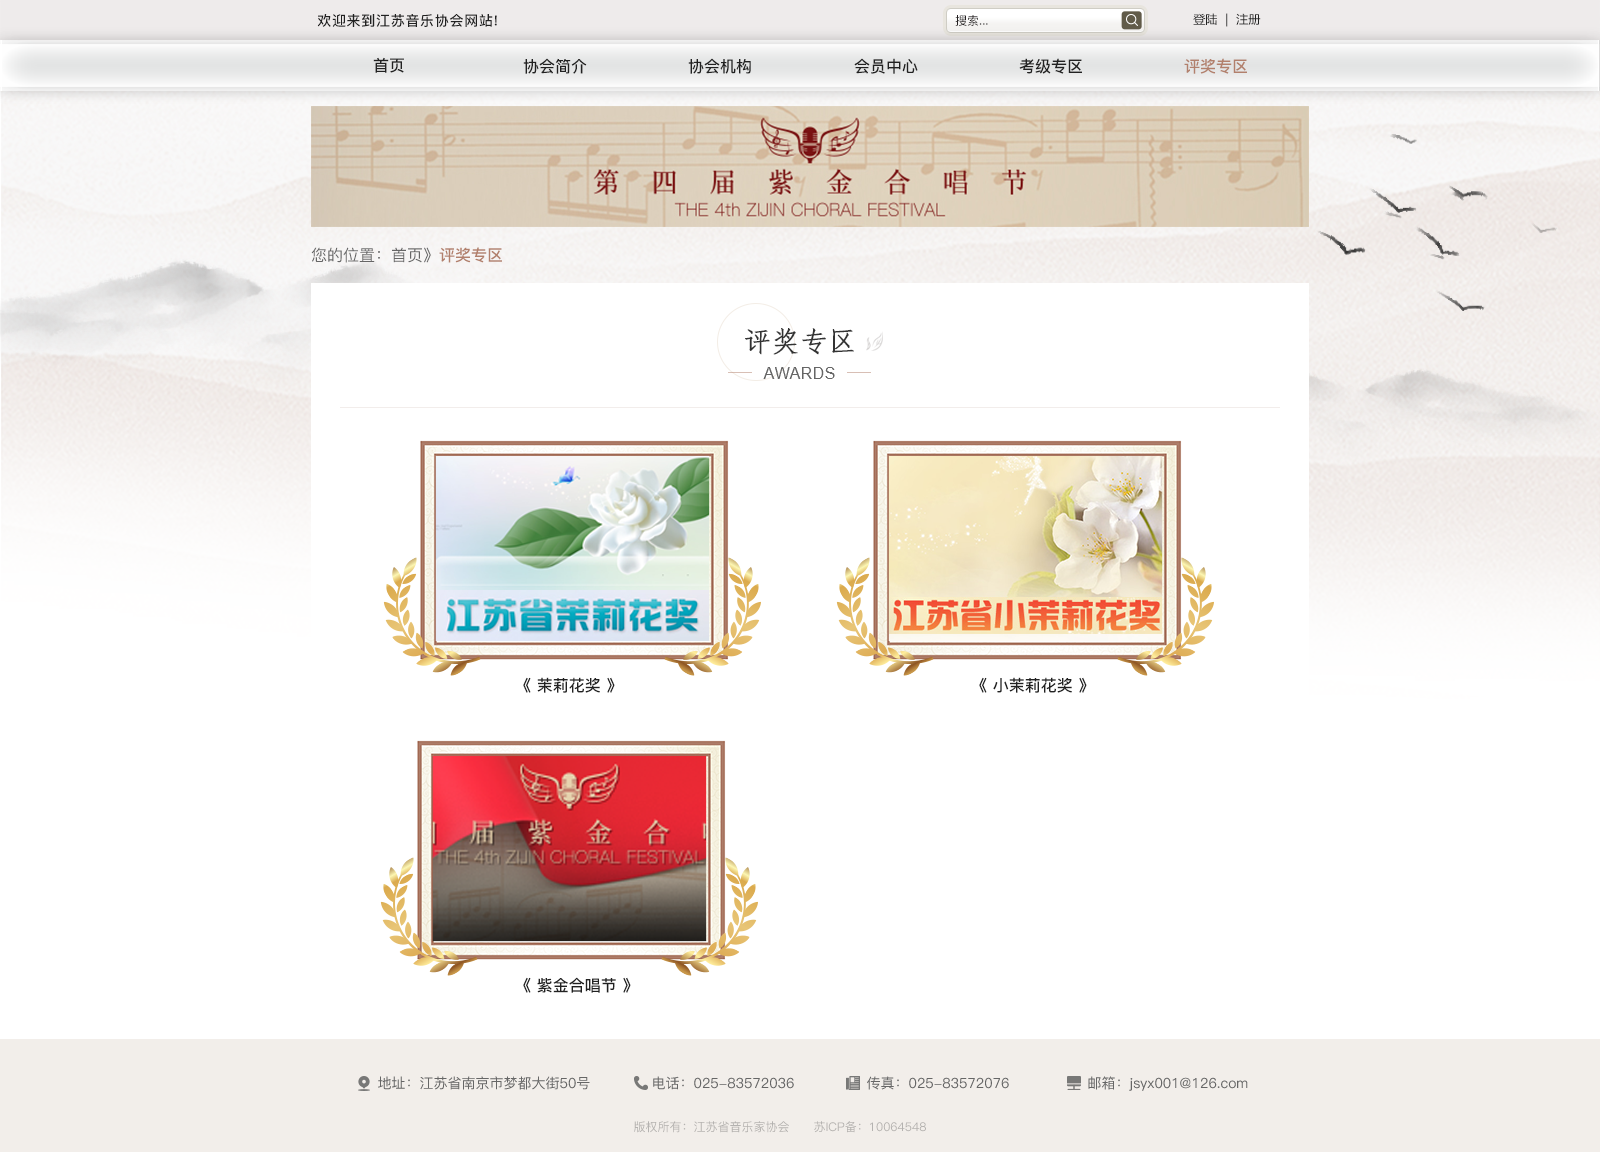 欢迎来到江苏音乐协会网站!
搜索...
登陆 | 注册
首页 协会简介 协会机构 会员中心 考级专区 评奖专区
第四届紫金合唱节
THE 4th ZIJIN CHORAL FESTIVAL
您的位置：首页》评奖专区
评奖专区
AWARDS
江苏省茉莉花奖
江苏省小茉莉花奖
《 茉莉花奖 》
《 小茉莉花奖 》
届紫金合
THE 4th ZIJIN CHORAL FESTIVAL
《 紫金合唱节 》
地址：江苏省南京市梦都大街50号 电话：025-83572036 传真：025-83572076 邮箱：jsyx001@126.com
版权所有：江苏省音乐家协会 苏ICP备：10064548